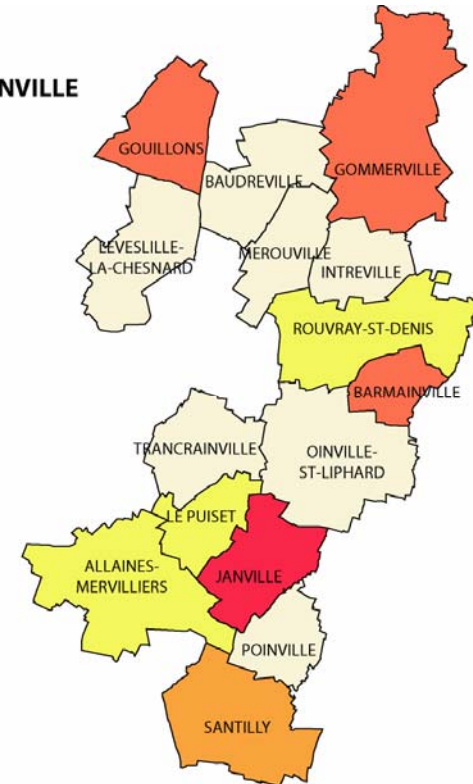 NVILLE
GOUILLONS
GOMMERVILLE
BAUDREVILLE
LEVESLILLE-
LA-CHESNARD
MEROUVILLE
INTREVILLE
ROUVRAY-ST-DENIS
BARMAINVILLE
TRANCRAINVILLE
OINVILLE-
ST-LIPHARD
LE PUISET
ALLAINES-
MERVILLIERS
JANVILLE
POINVILLE
SANTILLY